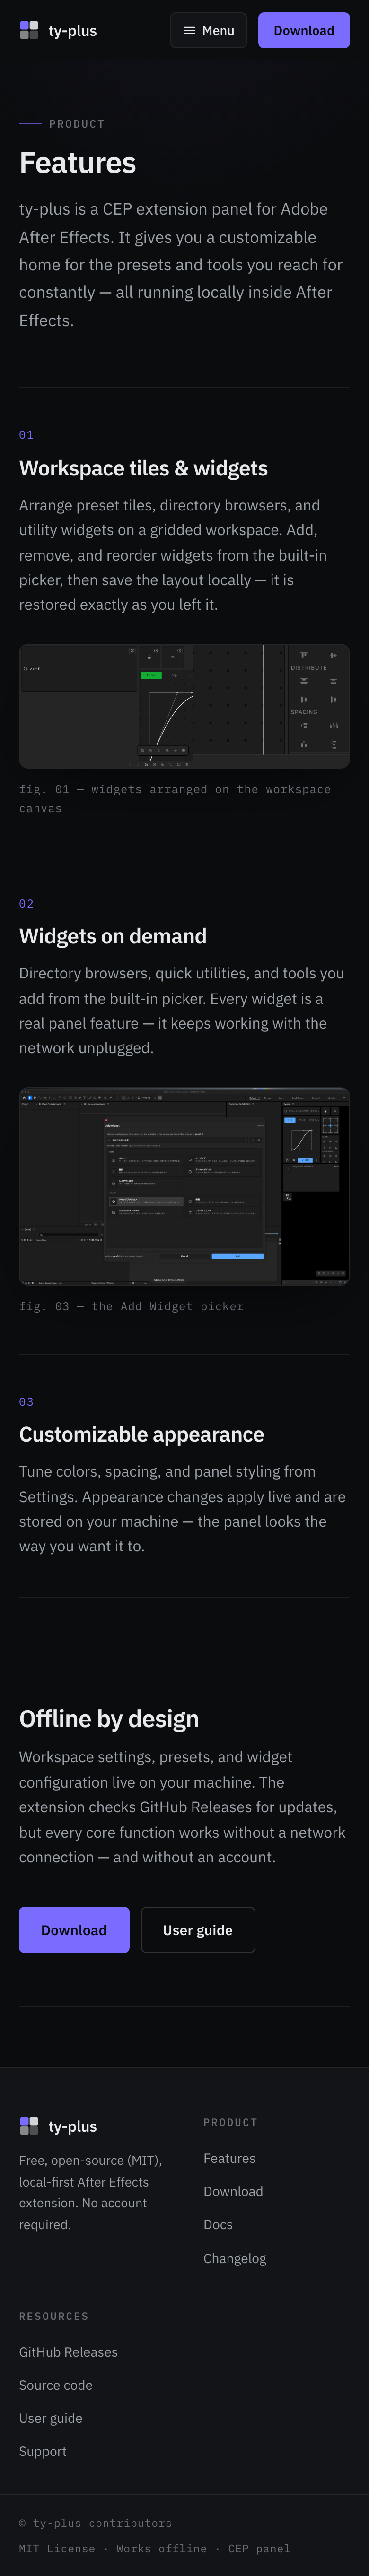 ty-plus
Menu
Download
PRODUCT
Features
ty-plus is a CEP extension panel for Adobe
After Effects. It gives you a customizable
home for the presets and tools you reach for
constantly — all running locally inside After
Effects.
01
Workspace tiles & widgets
Arrange preset tiles, directory browsers, and
utility widgets on a gridded workspace. Add,
remove, and reorder widgets from the built-in
picker, then save the layout locally — it is
restored exactly as you left it.
DISTRIBUTE
SPACING
fig. 01 — widgets arranged on the workspace
canvas
02
Widgets on demand
Directory browsers, quick utilities, and tools you
add from the built-in picker. Every widget is a
real panel feature — it keeps working with the
network unplugged.
fig. 03 — the Add Widget picker
03
Customizable appearance
Tune colors, spacing, and panel styling from
Settings. Appearance changes apply live and are
stored on your machine — the panel looks the
way you want it to.
Offline by design
Workspace settings, presets, and widget
configuration live on your machine. The
extension checks GitHub Releases for updates,
but every core function works without a network
connection — and without an account.
Download
User guide
ty-plus
Free, open-source (MIT),
local-first After Effects
extension. No account
required.
PRODUCT
Features
Download
Docs
Changelog
RESOURCES
GitHub Releases
Source code
User guide
Support
© ty-plus contributors
MIT License · Works offline · CEP panel